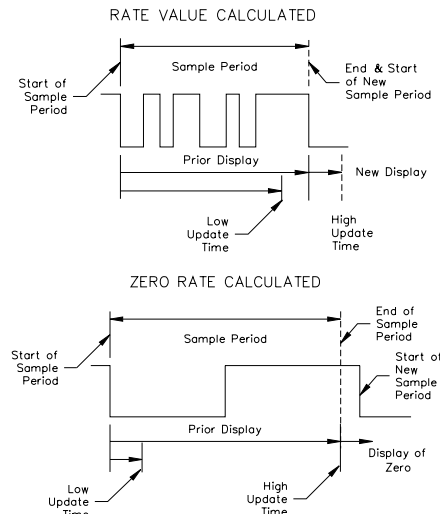 RATE VALUE CALCULATED
Sample Period
Start of
Sample
Period
End & Start
of New
Sample Period
Prior Display
New Display
Low
Update
Time
High
Update
Time
ZERO RATE CALCULATED
Sample Period
End of
Sample
Period
Start of
Sample
Period
Start of
New
Sample
Period
Prior Display
Display of
Zero
Low
Update
Time
High
Update
Time